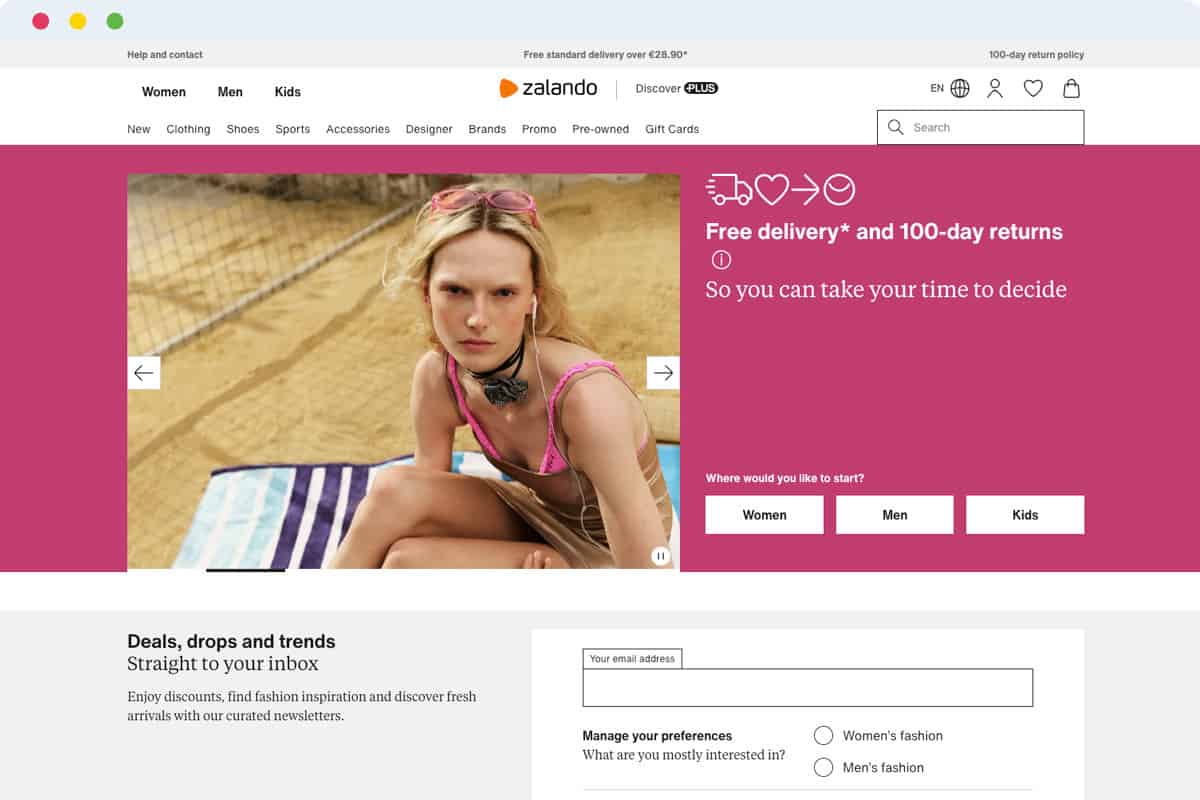 Help and contact
Free standard delivery over €28.90*
100-day return policy
Women Men Kids
zalando
Discover PLUS
EN
New Clothing Shoes Sports Accessories Designer Brands Promo Pre-owned Gift Cards
Search
Free delivery* and 100-day returns
So you can take your time to decide
Where would you like to start?
Women
Men
Kids
Deals, drops and trends
Straight to your inbox
Enjoy discounts, find fashion inspiration and discover fresh
arrivals with our curated newsletters.
Your email address
Manage your preferences
What are you mostly interested in?
Women's fashion
Men's fashion